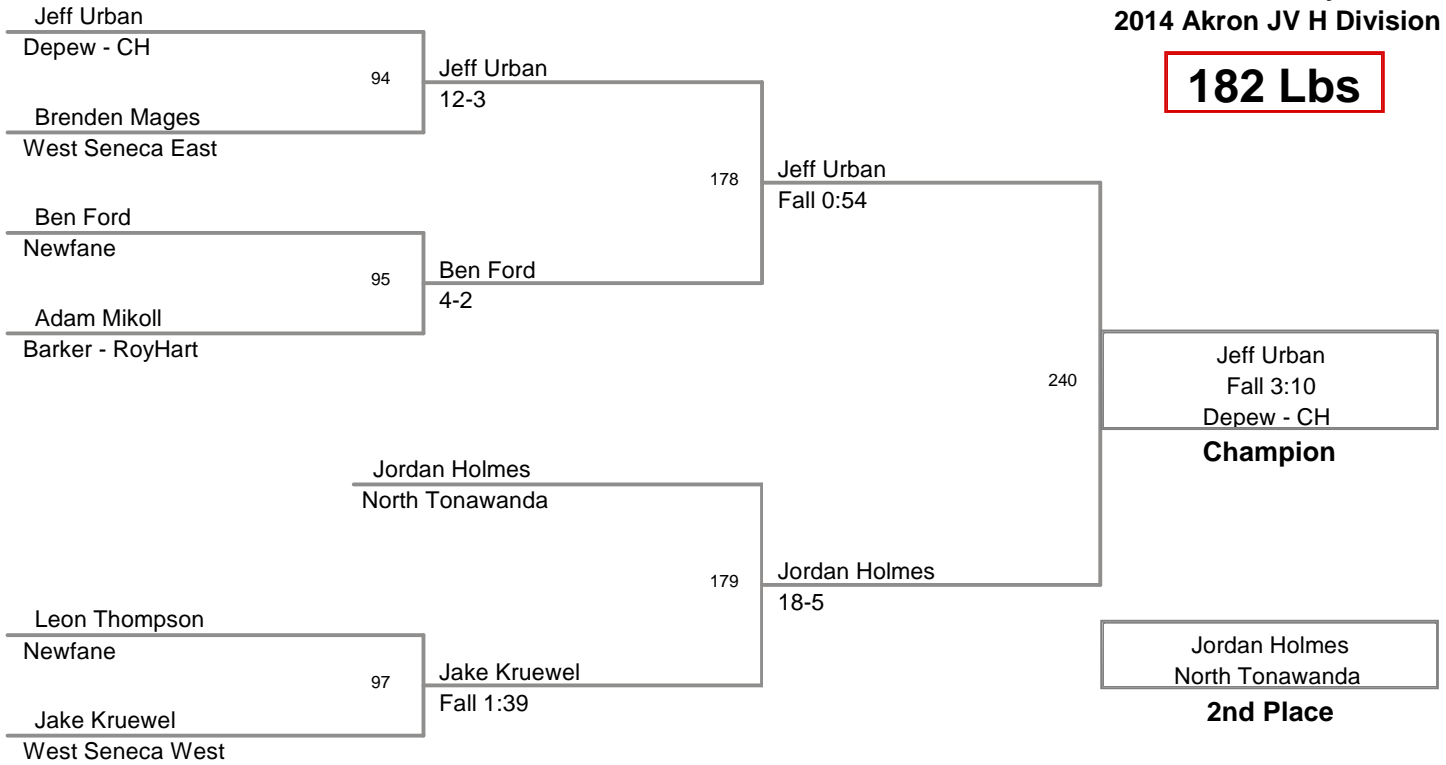 2014 Akron JV H Division
182 Lbs
Jeff Urban
Depew - CH
94
Brenden Mages
West Seneca East
Jeff Urban
12-3
Ben Ford
Newfane
95
Adam Mikoll
Barker - RoyHart
Ben Ford
4-2
178
Jeff Urban
Fall 0:54
Jordan Holmes
North Tonawanda
Leon Thompson
Newfane
97
Jake Kruewel
West Seneca West
Jake Kruewel
Fall 1:39
179
Jordan Holmes
18-5
240
Jeff Urban
Fall 3:10
Depew - CH
Champion
Jordan Holmes
North Tonawanda
2nd Place